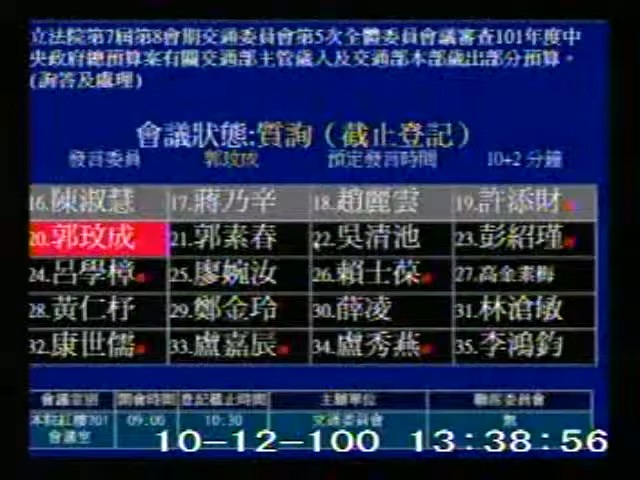 立法院第7屆第8會期交通委員會第5次全體委員會議審查101年度中
央政府總預算案有關交通部主管歲入及交通部本部歲出部分預算。
(詢答及處理)
會議狀態:質詢（截止登記）
發言委員 郭玟成 預定發言時間 10+2 分鐘
16.陳淑慧 17.蔣乃辛 18.趙麗雲 19.許添財
20.郭玟成 21.郭素春 22.吳清池 23.彭紹瑾
24.呂學樟 25.廖婉汝 26.賴士葆 27.高金素梅
28.黃仁杼 29.鄭金玲 30.薛凌 31.林滄敏
32.康世儒 33.盧嘉辰 34.盧秀燕 35.李鴻鈞
會議室別 開會時間 登記截止時間 主辦單位 聯席委員會
本院紅樓201 09:00 10:30 交通委員會 無
會議室
10-12-100 13:38:56